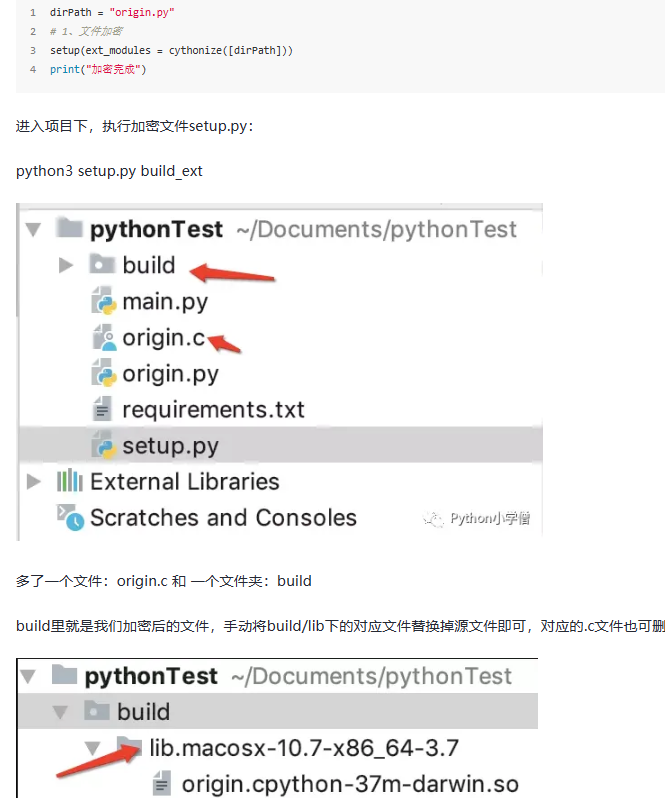 1 dirPath = "origin.py"
2 # 1、文件加密
3 setup(ext_modules = cythonize([dirPath]))
4 print("加密完成")
进入项目下，执行加密文件setup.py：
python3 setup.py build_ext
pythonTest ~/Documents/pythonTest
build
main.py
origin.c
origin.py
requirements.txt
setup.py
External Libraries
Scratches and Consoles
Python小学僧
多了一个文件：origin.c 和 一个文件夹：build
build里就是我们加密后的文件，手动将build/lib下的对应文件替换掉源文件即可，对应的.c文件也可删
pythonTest ~/Documents/pythonTest
build
lib.macosx-10.7-x86_64-3.7
origin.cpython-37m-darwin.so